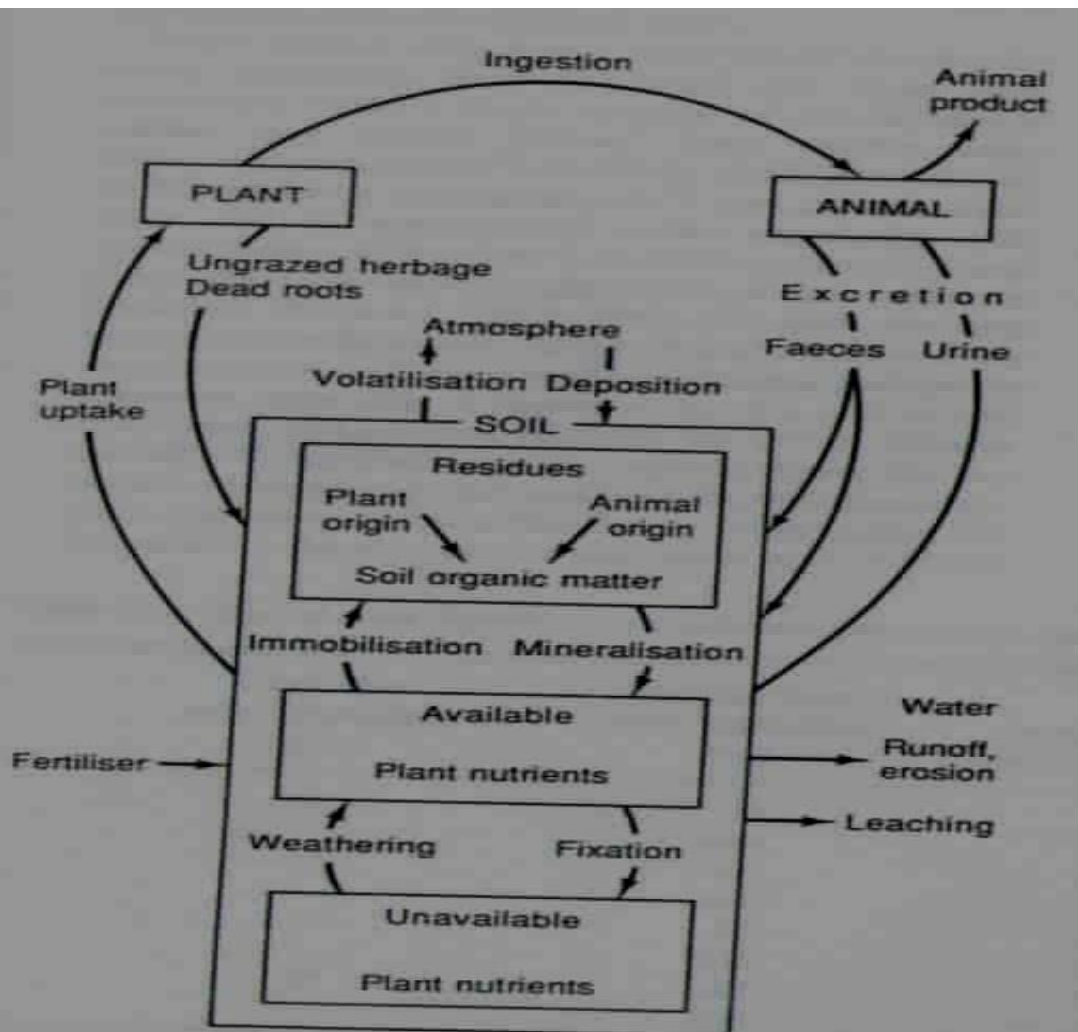 Ingestion
Animal
product
PLANT
ANIMAL
Ungrazed herbage
Dead roots
Excretion
Faeces Urine
Atmosphere
Volatilisation Deposition
Plant
uptake
SOIL
Residues
Plant
origin
Animal
origin
Soil organic matter
Immobilisation Mineralisation
Available
Plant nutrients
Fertiliser
Water
Runoff,
erosion
Leaching
Weathering Fixation
Unavailable
Plant nutrients